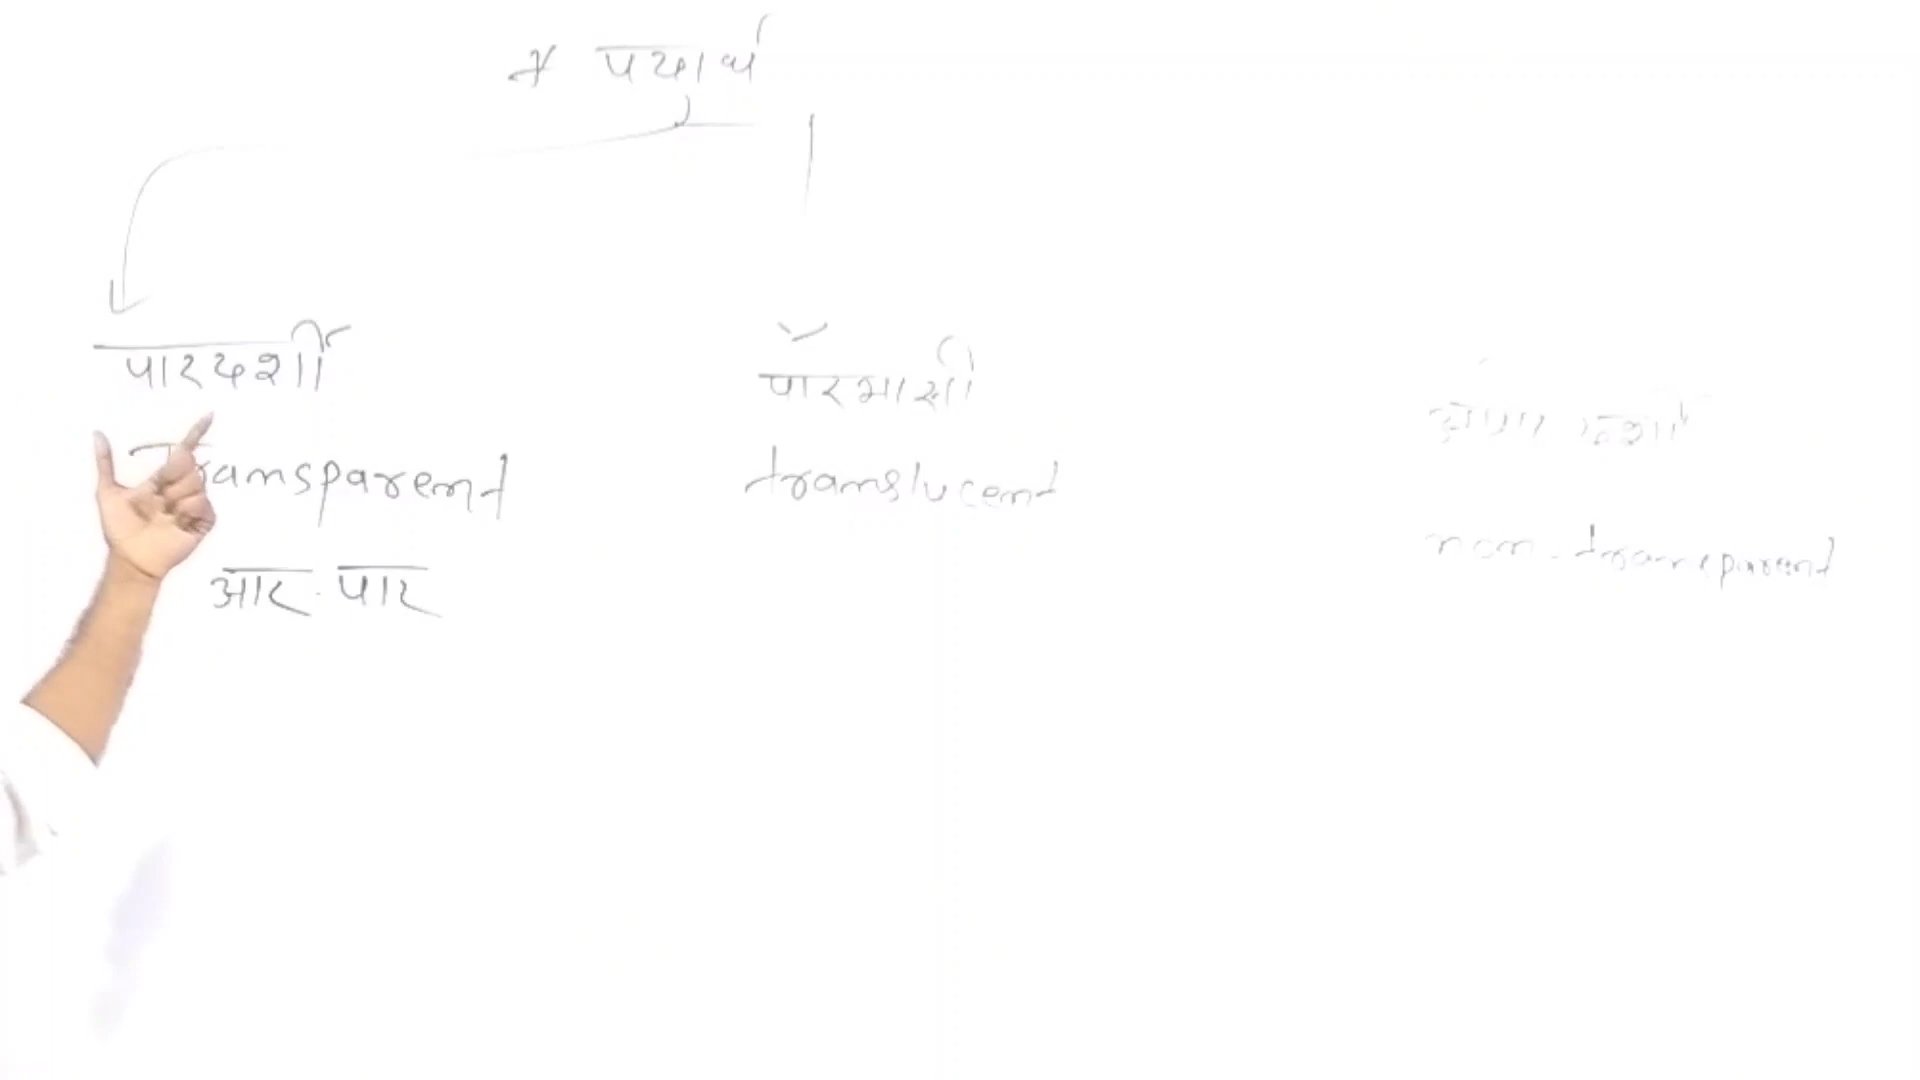 * पदार्थ
पारदर्शी
पारभासी
Transparent
translucent
non-transparent
आर-पार